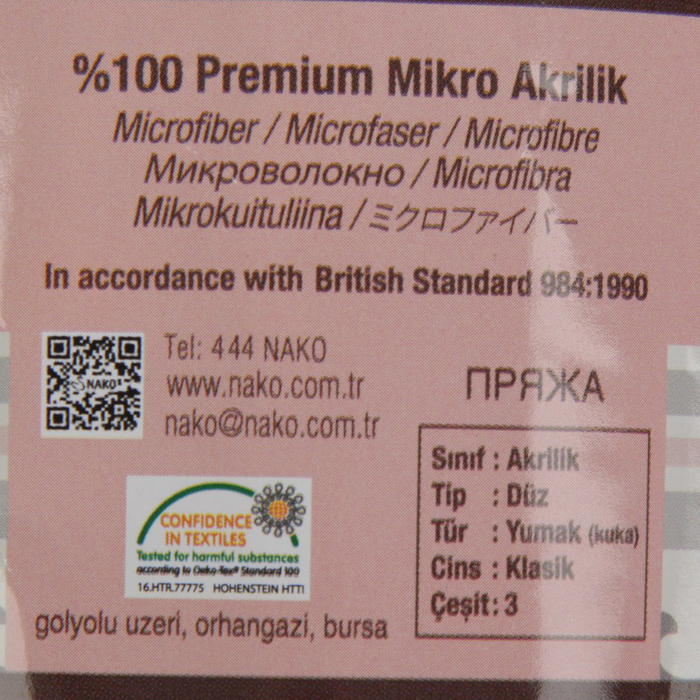 %100 Premium Mikro Akrilik
Microfiber / Microfaser / Microfibre
Микроволокно / Microfibra
Mikrokuituliina / ミクロファイバー
In accordance with British Standard 984:1990
NAKO
Tel: 444 NAKO
www.nako.com.tr
nako@nako.com.tr
ПРЯЖА
Sınıf : Akrilik
Tip : Düz
Tür : Yumak (kuka)
Cins : Klasik
Çeşit : 3
CONFIDENCE
IN TEXTILES
Tested for harmful substances
according to Oeko-Tex® Standard 100
16.HTR.77775 HOHENSTEIN HTTI
golyolu uzeri, orhangazi, bursa